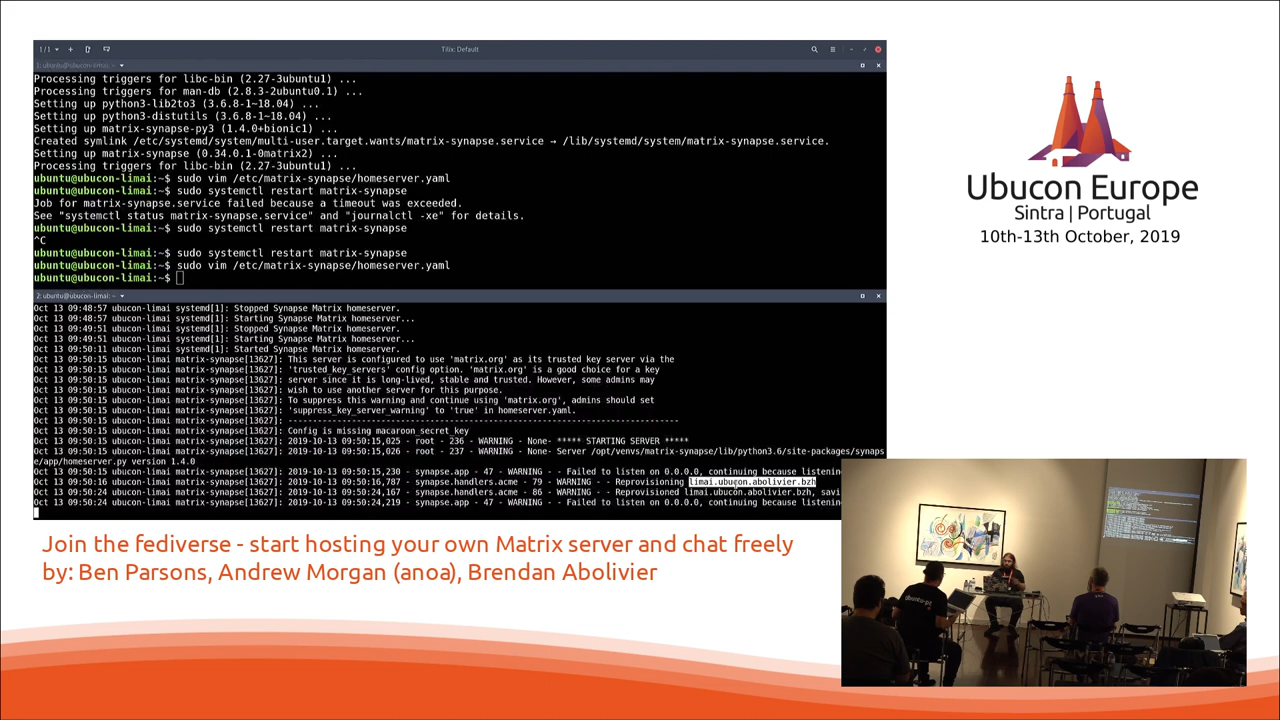 1/1
Tilix: Default
1: ubuntu@ubucon-limai: ~
Processing triggers for libc-bin (2.27-3ubuntu1) ...
Processing triggers for man-db (2.8.3-2ubuntu0.1) ...
Setting up python3-lib2to3 (3.6.8-1~18.04) ...
Setting up python3-distutils (3.6.8-1~18.04) ...
Setting up matrix-synapse-py3 (1.4.0+bionic1) ...
Created symlink /etc/systemd/system/multi-user.target.wants/matrix-synapse.service → /lib/systemd/system/matrix-synapse.service.
Setting up matrix-synapse (0.34.0.1-0matrix2) ...
Processing triggers for libc-bin (2.27-3ubuntu1) ...
ubuntu@ubucon-limai:~$ sudo vim /etc/matrix-synapse/homeserver.yaml
ubuntu@ubucon-limai:~$ sudo systemctl restart matrix-synapse
Job for matrix-synapse.service failed because a timeout was exceeded.
See "systemctl status matrix-synapse.service" and "journalctl -xe" for details.
ubuntu@ubucon-limai:~$ sudo systemctl restart matrix-synapse
^C
ubuntu@ubucon-limai:~$ sudo systemctl restart matrix-synapse
ubuntu@ubucon-limai:~$ sudo vim /etc/matrix-synapse/homeserver.yaml
ubuntu@ubucon-limai:~$
2: ubuntu@ubucon-limai: ~
Oct 13 09:48:57 ubucon-limai systemd[1]: Stopped Synapse Matrix homeserver.
Oct 13 09:48:57 ubucon-limai systemd[1]: Starting Synapse Matrix homeserver...
Oct 13 09:49:51 ubucon-limai systemd[1]: Stopped Synapse Matrix homeserver.
Oct 13 09:49:51 ubucon-limai systemd[1]: Starting Synapse Matrix homeserver...
Oct 13 09:50:11 ubucon-limai systemd[1]: Started Synapse Matrix homeserver.
Oct 13 09:50:15 ubucon-limai matrix-synapse[13627]: This server is configured to use 'matrix.org' as its trusted key server via the
Oct 13 09:50:15 ubucon-limai matrix-synapse[13627]: 'trusted_key_servers' config option. 'matrix.org' is a good choice for a key
Oct 13 09:50:15 ubucon-limai matrix-synapse[13627]: server since it is long-lived, stable and trusted. However, some admins may
Oct 13 09:50:15 ubucon-limai matrix-synapse[13627]: wish to use another server for this purpose.
Oct 13 09:50:15 ubucon-limai matrix-synapse[13627]: To suppress this warning and continue using 'matrix.org', admins should set
Oct 13 09:50:15 ubucon-limai matrix-synapse[13627]: 'suppress_key_server_warning' to 'true' in homeserver.yaml.
Oct 13 09:50:15 ubucon-limai matrix-synapse[13627]: --------------------------------------------------------------------------------
Oct 13 09:50:15 ubucon-limai matrix-synapse[13627]: Config is missing macaroon_secret_key
Oct 13 09:50:15 ubucon-limai matrix-synapse[13627]: 2019-10-13 09:50:15,025 - root - 236 - WARNING - None- ***** STARTING SERVER *****
Oct 13 09:50:15 ubucon-limai matrix-synapse[13627]: 2019-10-13 09:50:15,026 - root - 237 - WARNING - None- Server /opt/venvs/matrix-synapse/lib/python3.6/site-packages/synaps
e/app/homeserver.py version 1.4.0
Oct 13 09:50:15 ubucon-limai matrix-synapse[13627]: 2019-10-13 09:50:15,230 - synapse.app - 47 - WARNING - - Failed to listen on 0.0.0.0, continuing because listenin
Oct 13 09:50:16 ubucon-limai matrix-synapse[13627]: 2019-10-13 09:50:16,787 - synapse.handlers.acme - 79 - WARNING - - Reprovisioning limai.ubucon.abolivier.bzh
Oct 13 09:50:24 ubucon-limai matrix-synapse[13627]: 2019-10-13 09:50:24,167 - synapse.handlers.acme - 86 - WARNING - - Reprovisioned limai.ubucon.abolivier.bzh, savi
Oct 13 09:50:24 ubucon-limai matrix-synapse[13627]: 2019-10-13 09:50:24,219 - synapse.app - 47 - WARNING - - Failed to listen on 0.0.0.0, continuing because listenin
Join the fediverse - start hosting your own Matrix server and chat freely
by: Ben Parsons, Andrew Morgan (anoa), Brendan Abolivier
Ubucon Europe
Sintra | Portugal
10th-13th October, 2019
ubuntu-pt